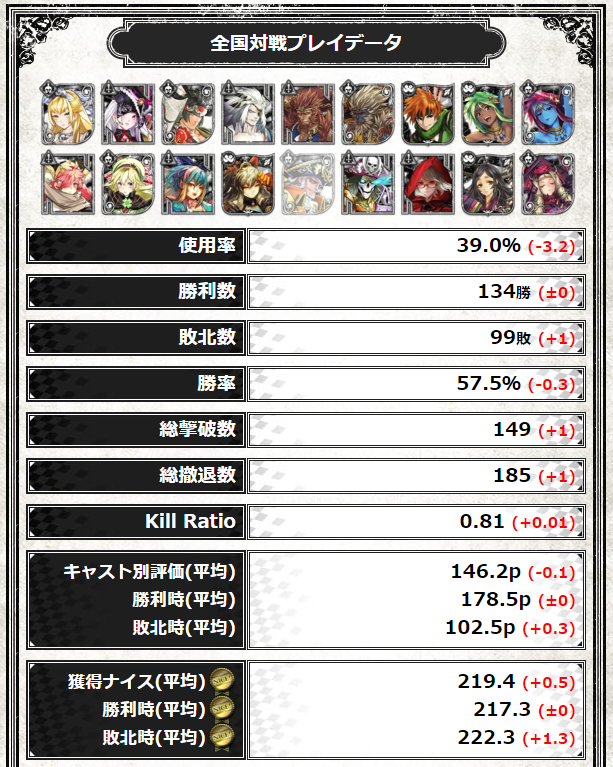 全国対戦プレイデータ
使用率 39.0% (-3.2)
勝利数 134勝 (±0)
敗北数 99敗 (+1)
勝率 57.5% (-0.3)
総撃破数 149 (+1)
総撤退数 185 (+1)
Kill Ratio 0.81 (+0.01)
キャスト別評価(平均) 146.2p (-0.1)
勝利時(平均) 178.5p (±0)
敗北時(平均) 102.5p (+0.3)
獲得ナイス(平均) NICE! 219.4 (+0.5)
勝利時(平均) NICE! 217.3 (±0)
敗北時(平均) NICE! 222.3 (+1.3)